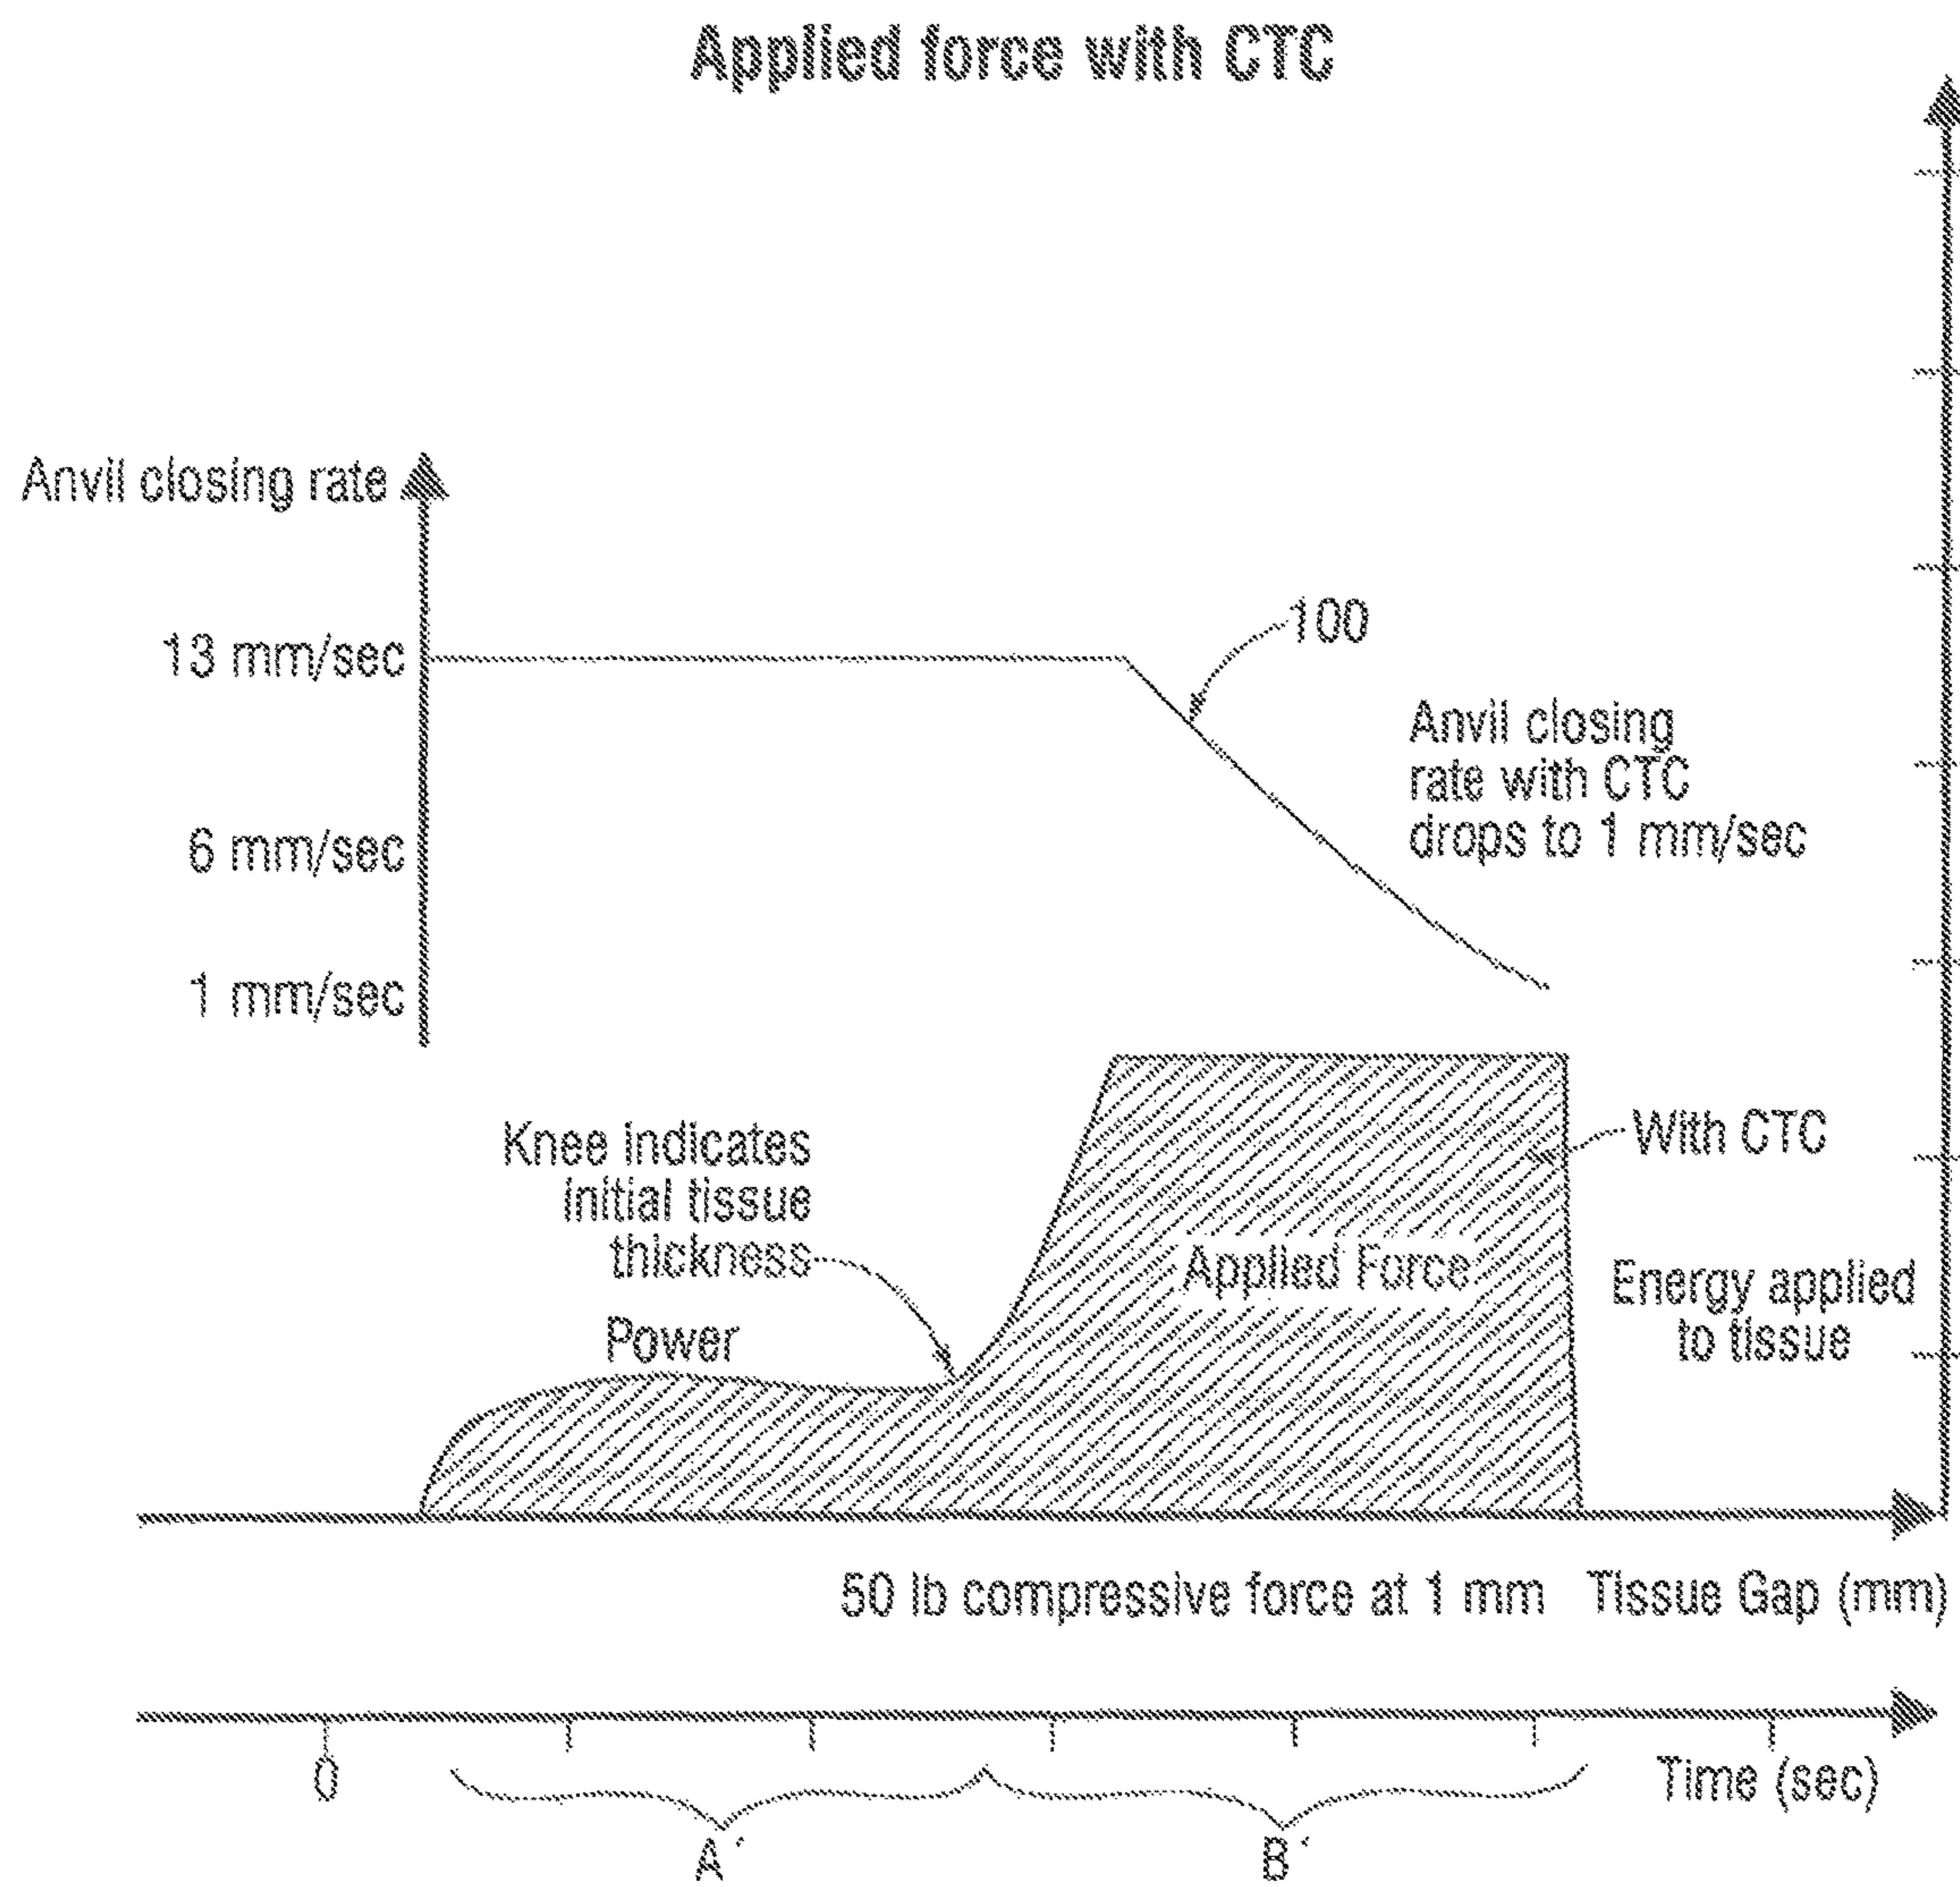 Applied force with CTC
Anvil closing rate
13 mm/sec
6 mm/sec
1 mm/sec
100
Anvil closing
rate with CTC
drops to 1 mm/sec
Knee indicates
initial tissue
thickness
Power
With CTC
Applied Force
Energy applied
to tissue
50 lb compressive force at 1 mm
Tissue Gap (mm)
0
Time (sec)
A´
B´